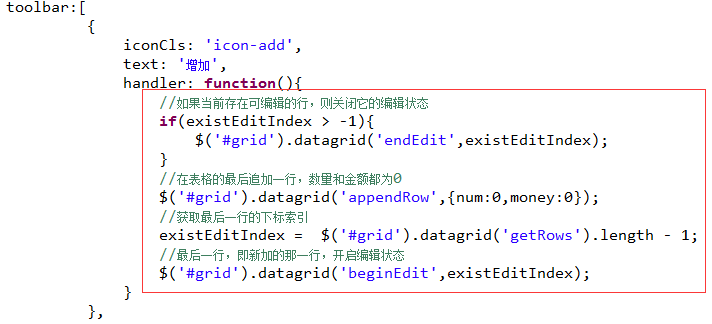 toolbar:[
{
iconCls: 'icon-add',
text: '增加',
handler: function(){
//如果当前存在可编辑的行，则关闭它的编辑状态
if(existEditIndex > -1){
$('#grid').datagrid('endEdit',existEditIndex);
}
//在表格的最后追加一行，数量和金额都为0
$('#grid').datagrid('appendRow',{num:0,money:0});
//获取最后一行的下标索引
existEditIndex =  $('#grid').datagrid('getRows').length - 1;
//最后一行，即新加的那一行，开启编辑状态
$('#grid').datagrid('beginEdit',existEditIndex);
}
},